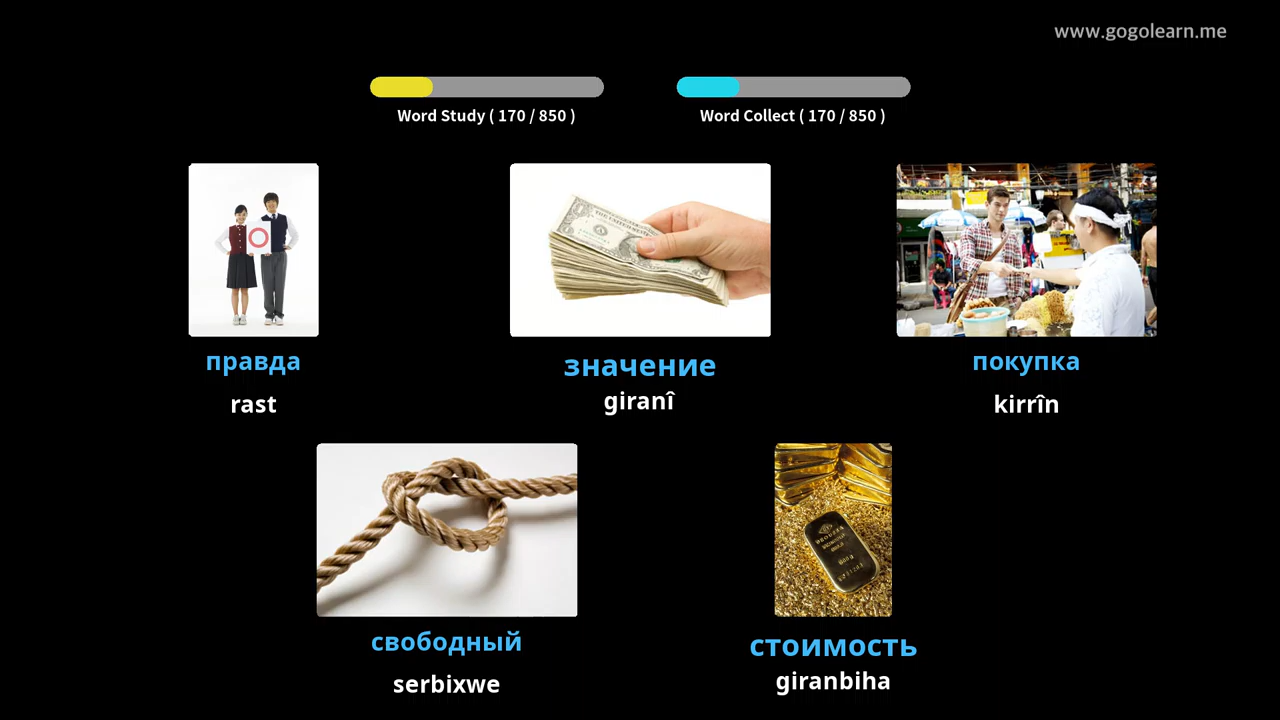 www.gogolearn.me
Word Study ( 170 / 850 )
Word Collect ( 170 / 850 )
правда
rast
значение
giranî
покупка
kirrîn
свободный
serbixwe
стоимость
giranbiha